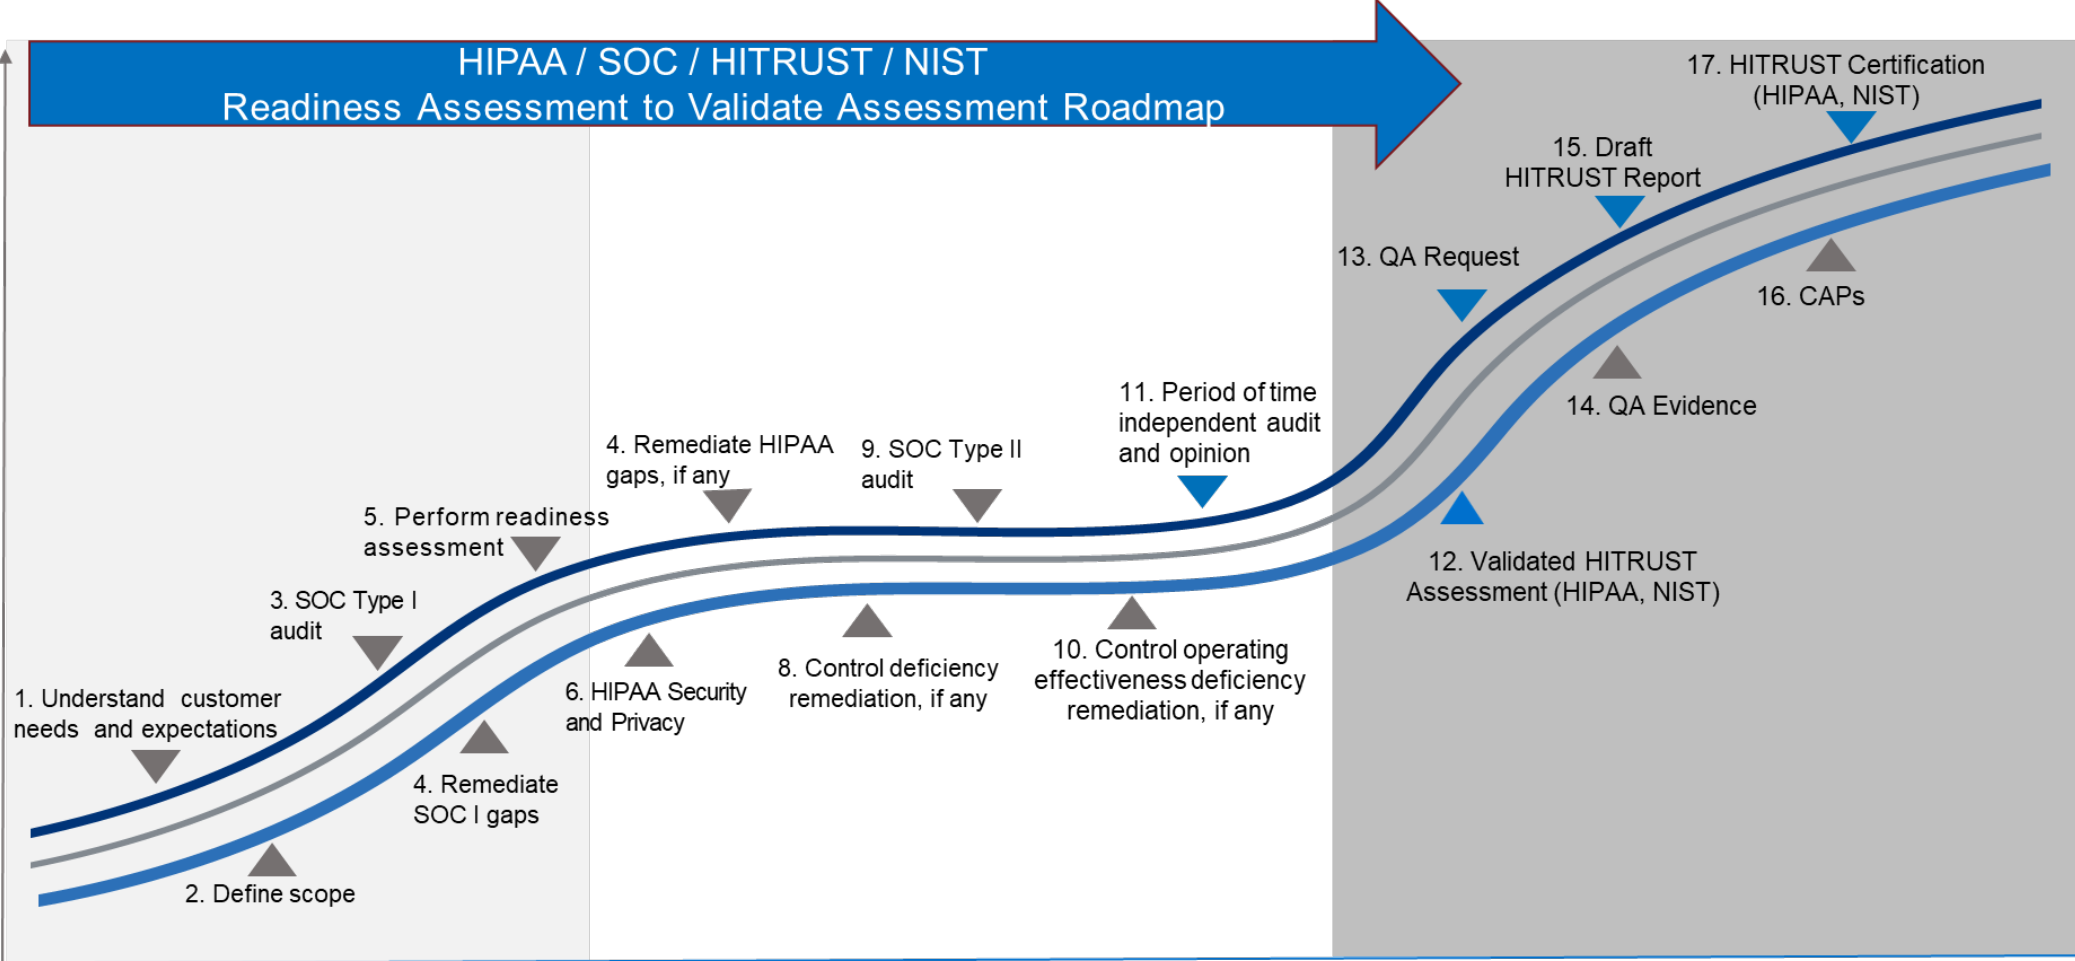 HIPAA / SOC / HITRUST / NIST
Readiness Assessment to Validate Assessment Roadmap
1. Understand customer
needs and expectations
2. Define scope
3. SOC Type I
audit
4. Remediate
SOC I gaps
5. Perform readiness
assessment
6. HIPAA Security
and Privacy
4. Remediate HIPAA
gaps, if any
8. Control deficiency
remediation, if any
9. SOC Type II
audit
10. Control operating
effectiveness deficiency
remediation, if any
11. Period of time
independent audit
and opinion
12. Validated HITRUST
Assessment (HIPAA, NIST)
13. QA Request
14. QA Evidence
15. Draft
HITRUST Report
16. CAPs
17. HITRUST Certification
(HIPAA, NIST)